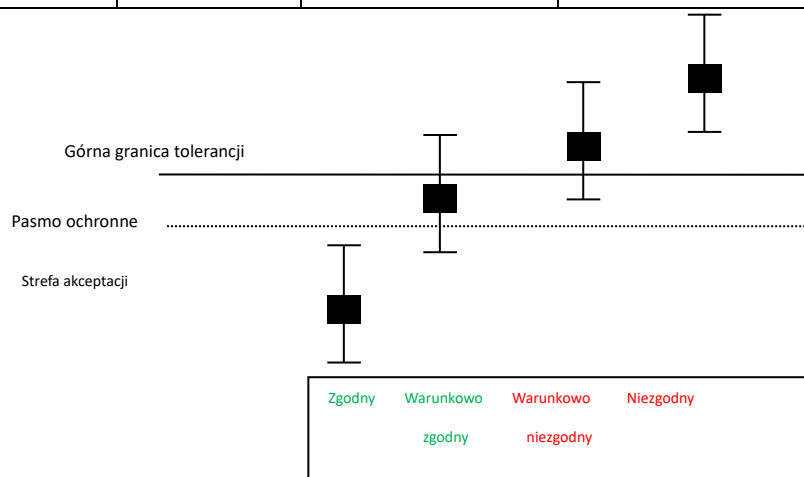 Górna granica tolerancji
Pasmo ochronne
Strefa akceptacji
Zgodny Warunkowo Warunkowo Niezgodny
zgodny niezgodny